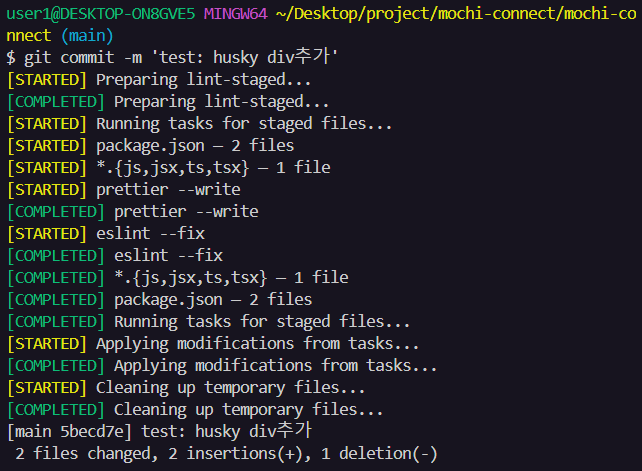 user1@DESKTOP-ON8GVE5 MINGW64 ~/Desktop/project/mochi-connect/mochi-co
nnect (main)
$ git commit -m 'test: husky div추가'
[STARTED] Preparing lint-staged...
[COMPLETED] Preparing lint-staged...
[STARTED] Running tasks for staged files...
[STARTED] package.json — 2 files
[STARTED] *.{js,jsx,ts,tsx} — 1 file
[STARTED] prettier --write
[COMPLETED] prettier --write
[STARTED] eslint --fix
[COMPLETED] eslint --fix
[COMPLETED] *.{js,jsx,ts,tsx} — 1 file
[COMPLETED] package.json — 2 files
[COMPLETED] Running tasks for staged files...
[STARTED] Applying modifications from tasks...
[COMPLETED] Applying modifications from tasks...
[STARTED] Cleaning up temporary files...
[COMPLETED] Cleaning up temporary files...
[main 5becd7e] test: husky div추가
 2 files changed, 2 insertions(+), 1 deletion(-)